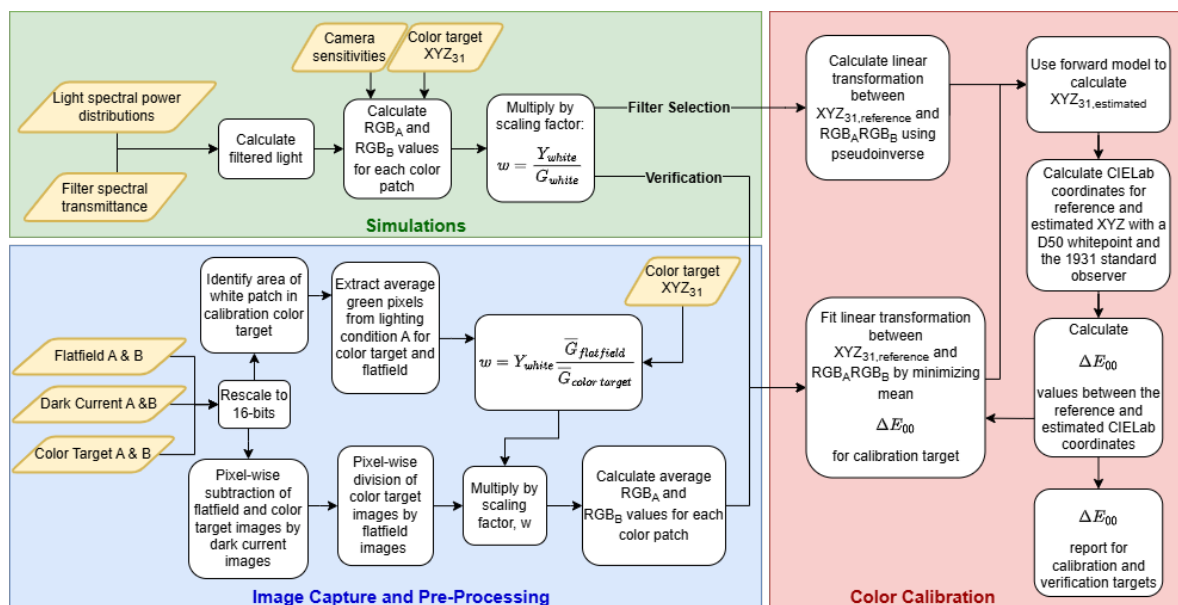 Light spectral power
distributions
Filter spectral
transmittance
Calculate
filtered light
Camera
sensitivities
Color target
XYZ31
Calculate
RGBA and
RGBB values
for each color
patch
Multiply by
scaling factor:
w = Ywhite / Gwhite
Filter Selection
Verification
Simulations
Flatfield A & B
Dark Current A &B
Color Target A & B
Rescale to
16-bits
Identify area of
white patch in
calibration color
target
Extract average
green pixels
from lighting
condition A for
color target and
flatfield
Color target
XYZ31
w = Ywhite G̅flatfield / G̅color target
Pixel-wise
subtraction of
flatfield and color
target images by
dark current
images
Pixel-wise
division of
color target
images by
flatfield
images
Multiply by
scaling
factor, w
Calculate average
RGBA and
RGBB values for each
color patch
Image Capture and Pre-Processing
Calculate linear
transformation
between
XYZ31,reference and
RGBARGBB using
pseudoinverse
Use forward model to
calculate
XYZ31,estimated
Calculate CIELab
coordinates for
reference and
estimated XYZ with a
D50 whitepoint and
the 1931 standard
observer
Fit linear transformation
between
XYZ31,reference and
RGBARGBB by minimizing
mean
ΔE00
for calibration target
Calculate
ΔE00
values between the
reference and
estimated CIELab
coordinates
ΔE00
report for
calibration and
verification targets
Color Calibration